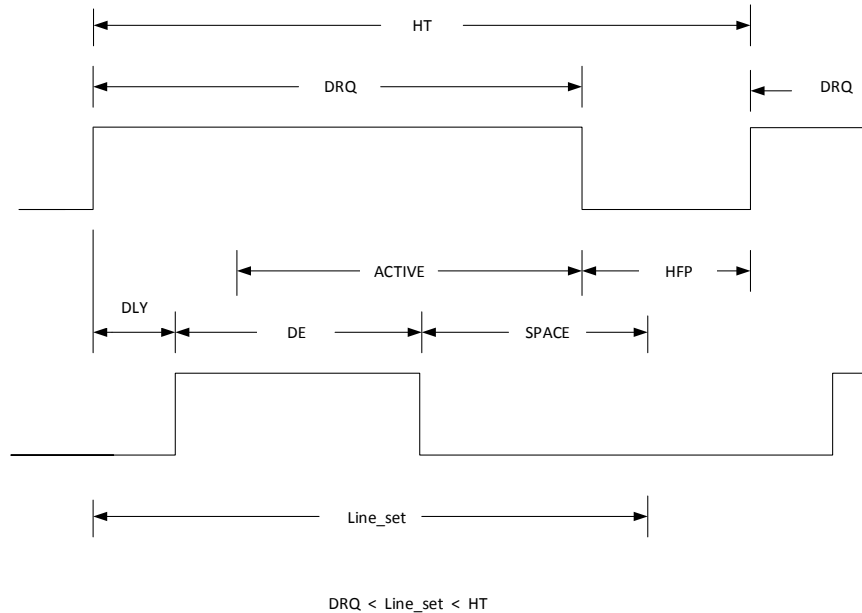 HT
DRQ DRQ
ACTIVE HFP
DLY
DE SPACE
Line_set
DRQ < Line_set < HT